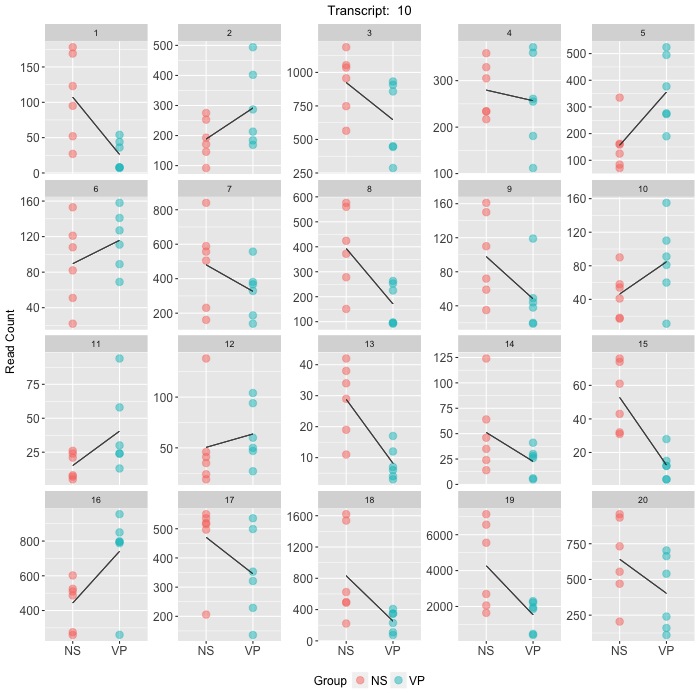 Transcript: 10
1 2 3 4 5
150 100 50 0
500 400 300 200 100
1000 750 500 250
300 200 100
500 400 300 200 100
6 7 8 9 10
160 120 80 40
800 600 400 200
600 500 400 300 200 100
160 120 80 40
160 120 80 40
Read Count
11 12 13 14 15
75 50 25
100 50
40 30 20 10
125 100 75 50 25 0
60 40 20
16 17 18 19 20
800 600 400
500 400 300 200
1600 1200 800 400 0
6000 4000 2000
750 500 250
NS VP NS VP NS VP NS VP NS VP
Group NS VP